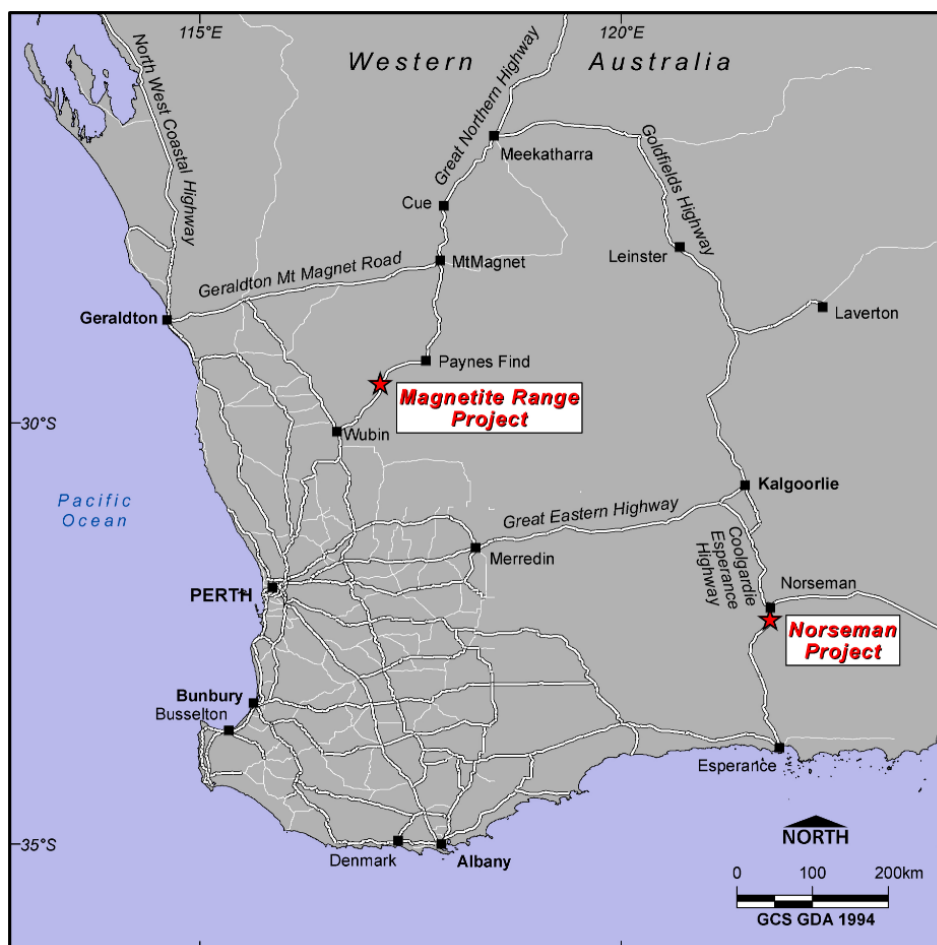 115°E
120°E
Western Australia
North West Coastal Highway
Great Northern Highway
Meekatharra
Goldfields Highway
Cue
Leinster
MtMagnet
Geraldton Mt Magnet Road
Geraldton
Laverton
Paynes Find
Magnetite Range
Project
30°S
Wubin
Pacific
Ocean
Kalgoorlie
Great Eastern Highway
Merredin
Coolgardie
Esperance
Highway
PERTH
Norseman
Norseman
Project
Bunbury
Busselton
Esperance
NORTH
35°S
Denmark
Albany
0 100 200km
GCS GDA 1994